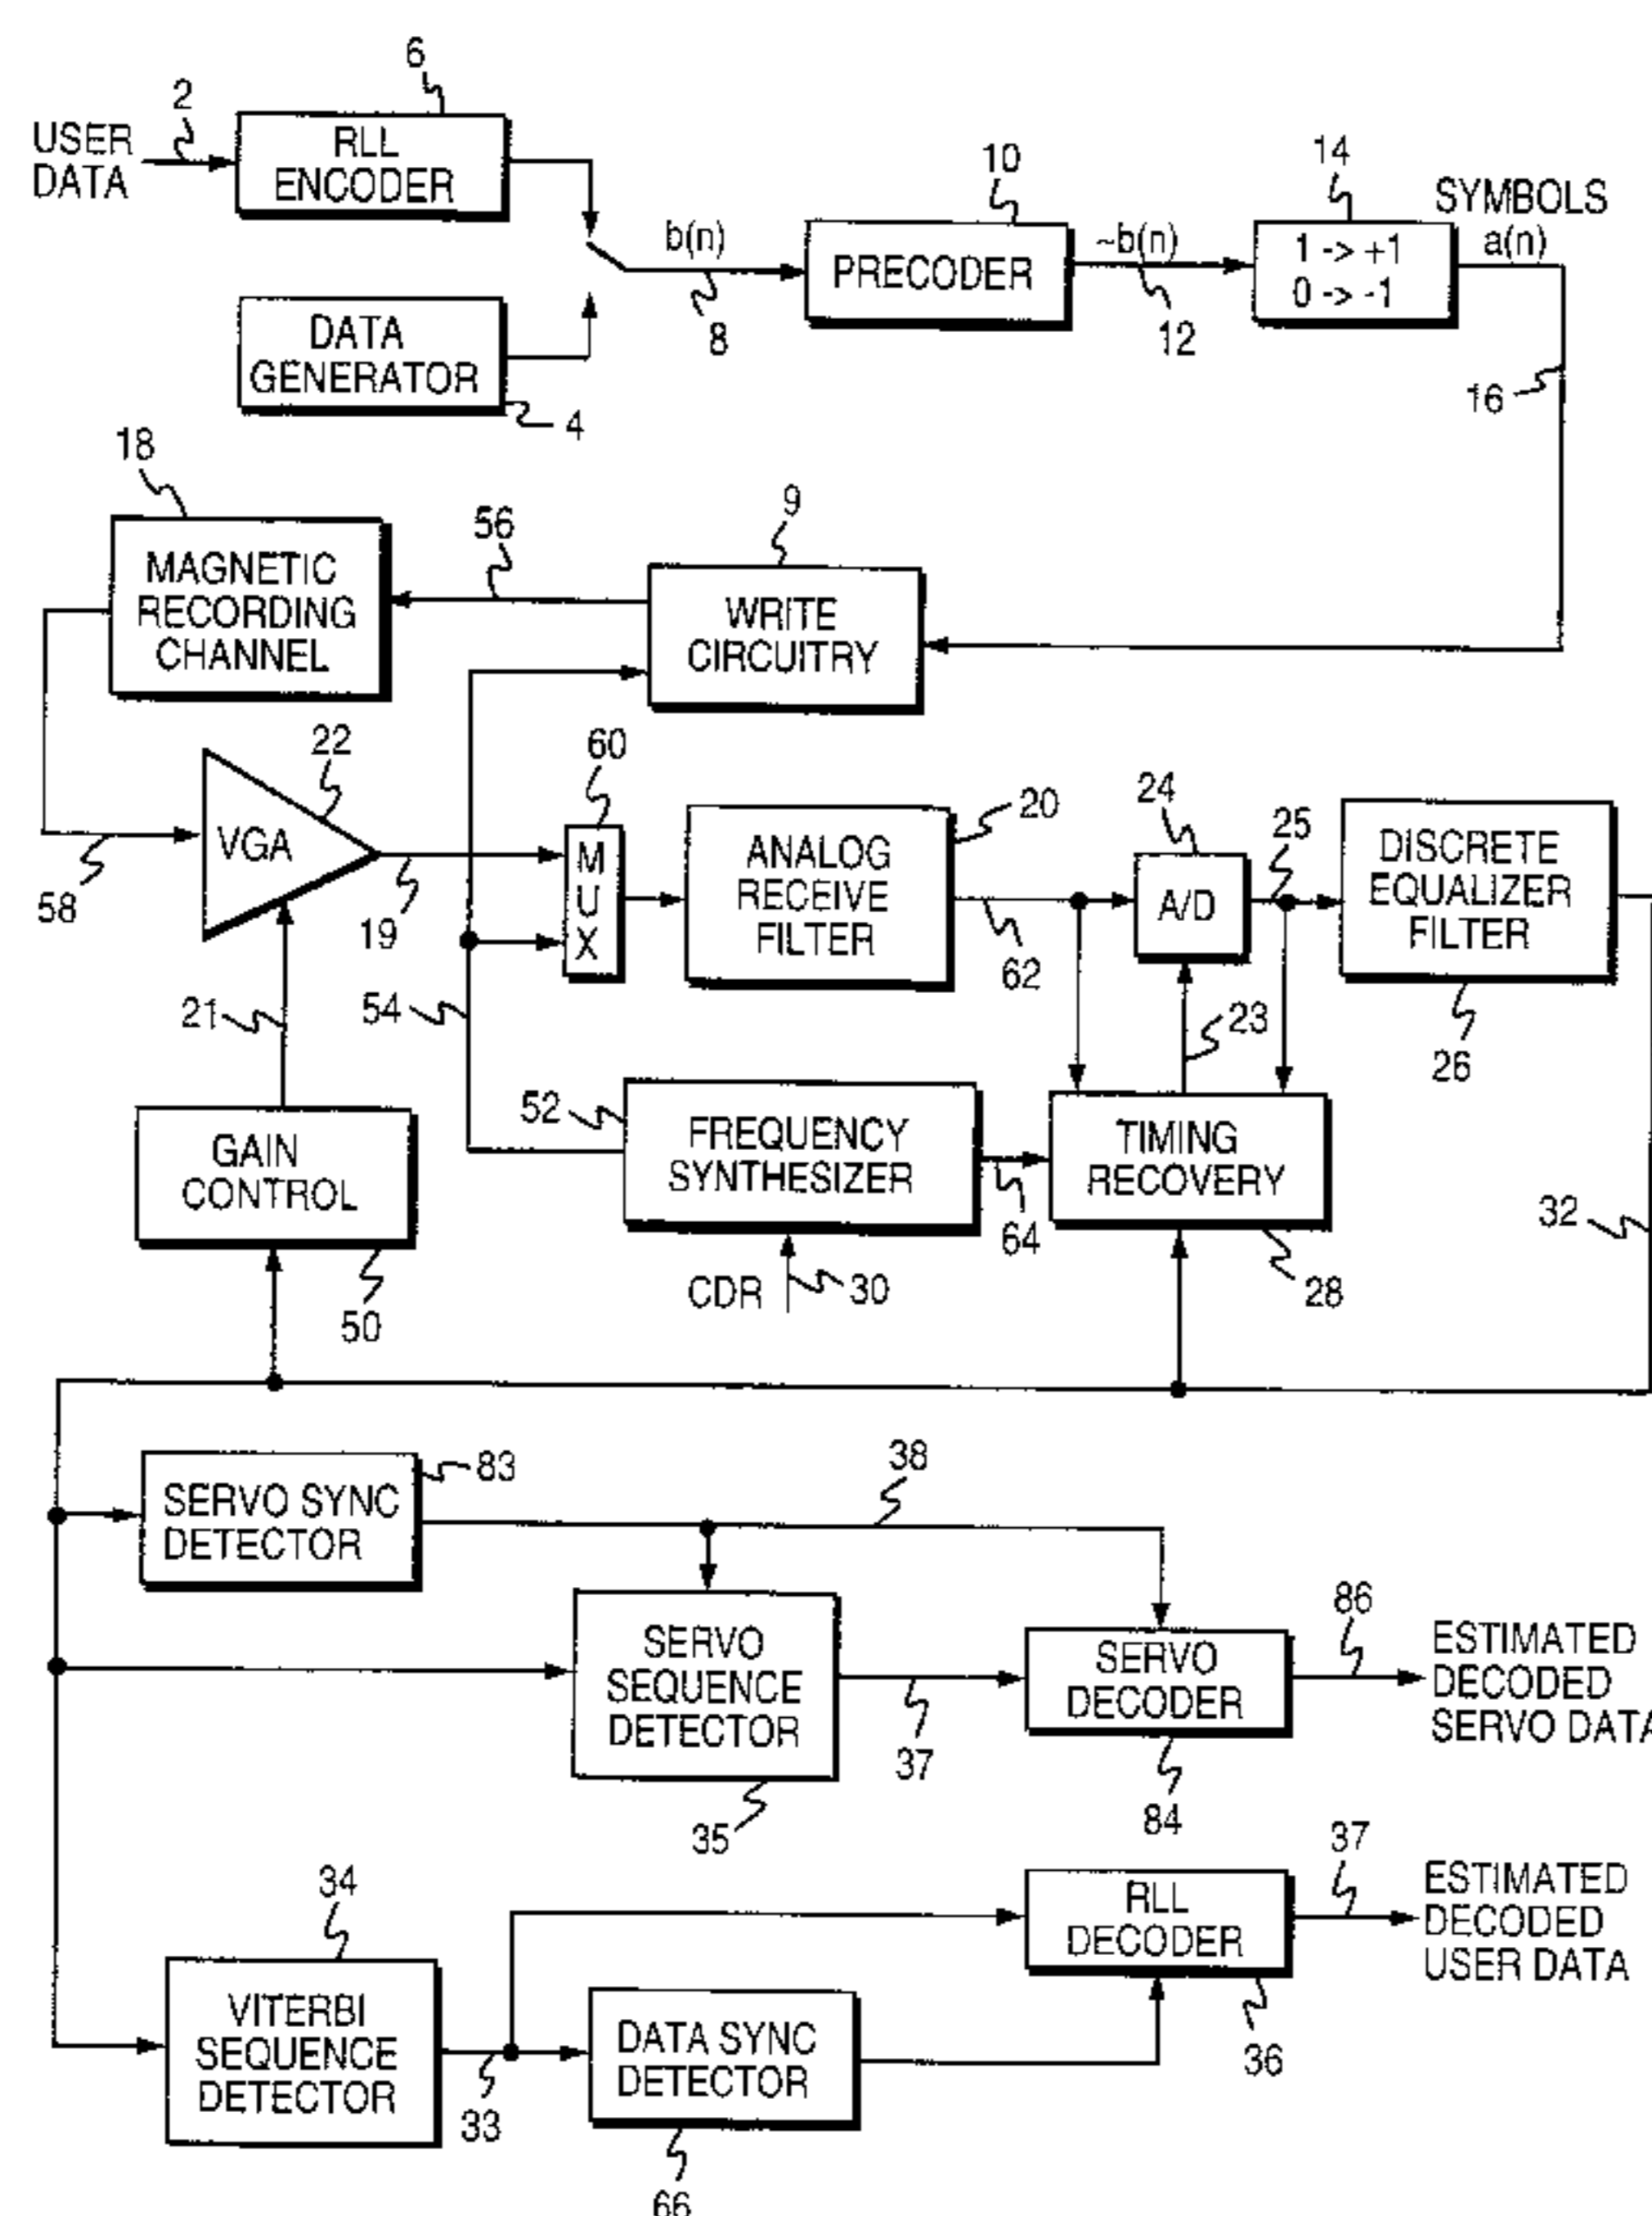 6
2
USER
DATA
RLL
ENCODER
10
14
SYMBOLS
b(n)
PRECODER
~b(n)
1 -> +1
0 -> -1
a(n)
DATA
GENERATOR
8
12
16
4
18
56
9
MAGNETIC
RECORDING
CHANNEL
WRITE
CIRCUITRY
22
60
20
24
25
VGA
MUX
ANALOG
RECEIVE
FILTER
A/D
DISCRETE
EQUALIZER
FILTER
58
19
62
21
54
23
26
52
GAIN
CONTROL
FREQUENCY
SYNTHESIZER
TIMING
RECOVERY
64
32
50
CDR
30
28
83
38
SERVO SYNC
DETECTOR
86
SERVO
SEQUENCE
DETECTOR
SERVO
DECODER
ESTIMATED
DECODED
SERVO DATA
37
35
84
37
34
RLL
DECODER
ESTIMATED
DECODED
USER DATA
VITERBI
SEQUENCE
DETECTOR
DATA SYNC
DETECTOR
36
33
66